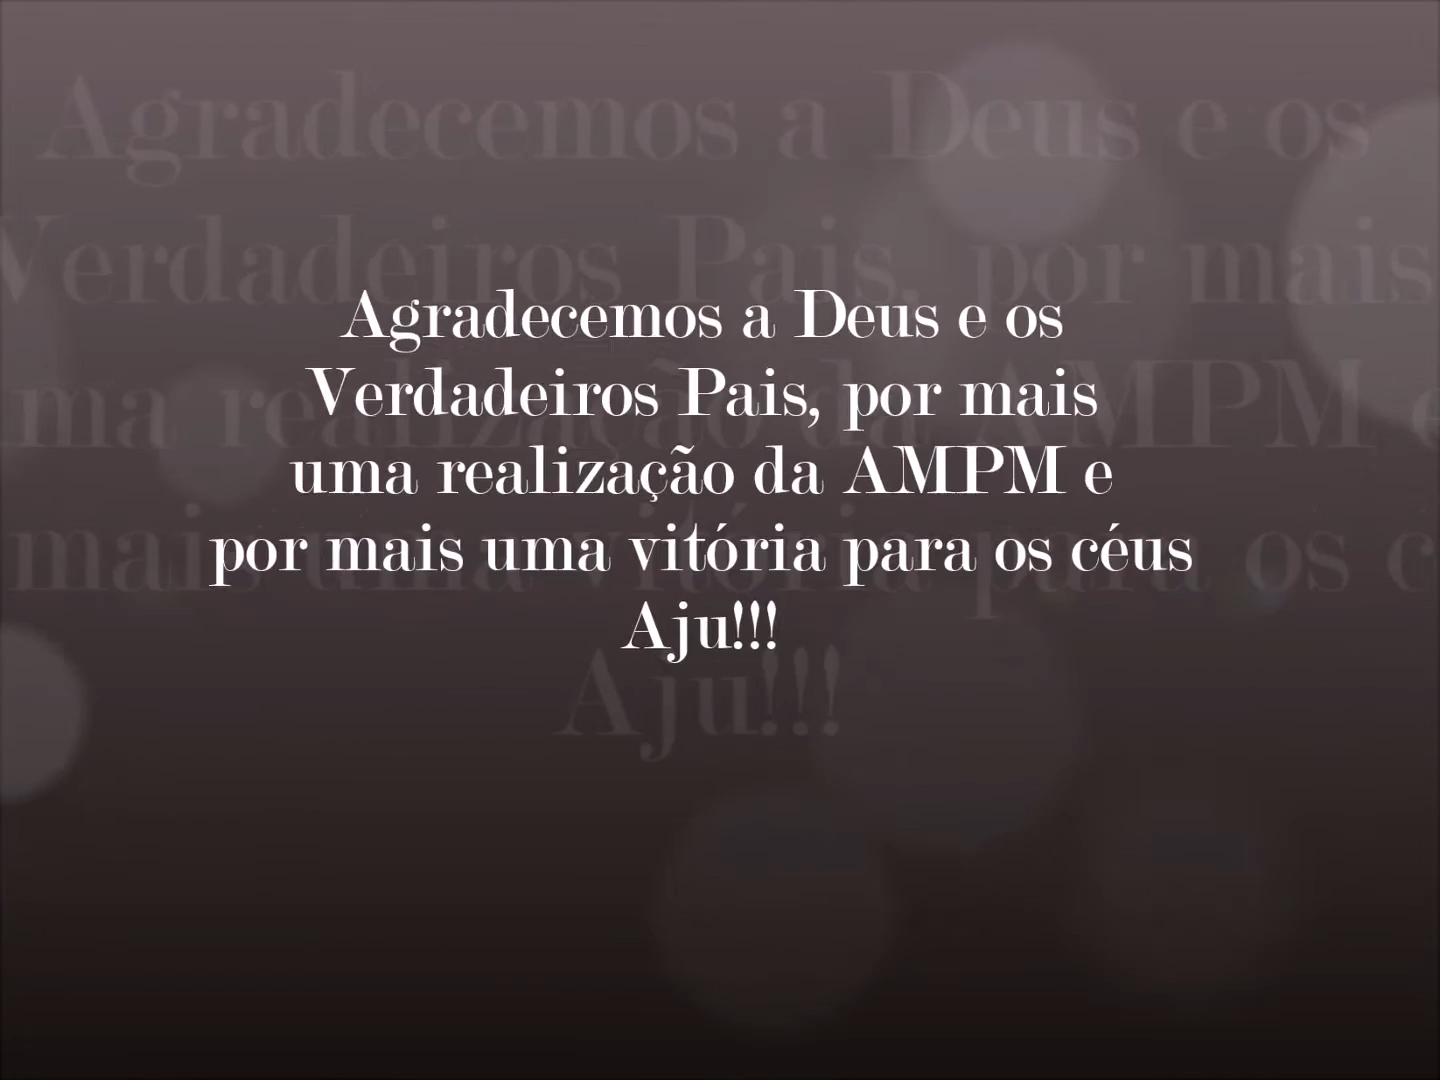 Agradecemos a Deus e os
Verdadeiros Pais, por mais
uma realização da AMPM e
por mais uma vitória para os céus
Aju!!!